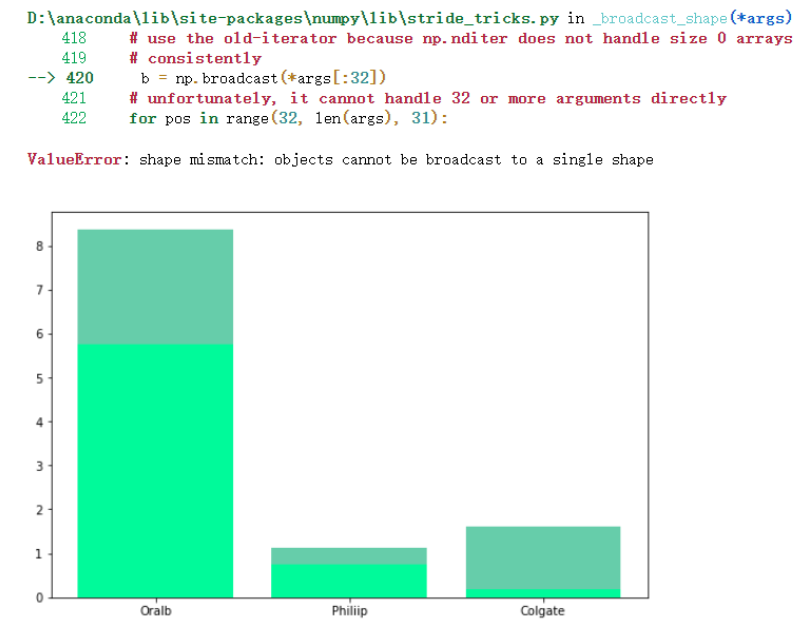 D:\anaconda\lib\site-packages\numpy\lib\stride_tricks.py in _broadcast_shape(*args)
418 # use the old-iterator because np.nditer does not handle size 0 arrays
419 # consistently
--> 420 b = np.broadcast(*args[:32])
421 # unfortunately, it cannot handle 32 or more arguments directly
422 for pos in range(32, len(args), 31):
ValueError: shape mismatch: objects cannot be broadcast to a single shape
8
7
6
5
4
3
2
1
0
Oralb Philiip Colgate